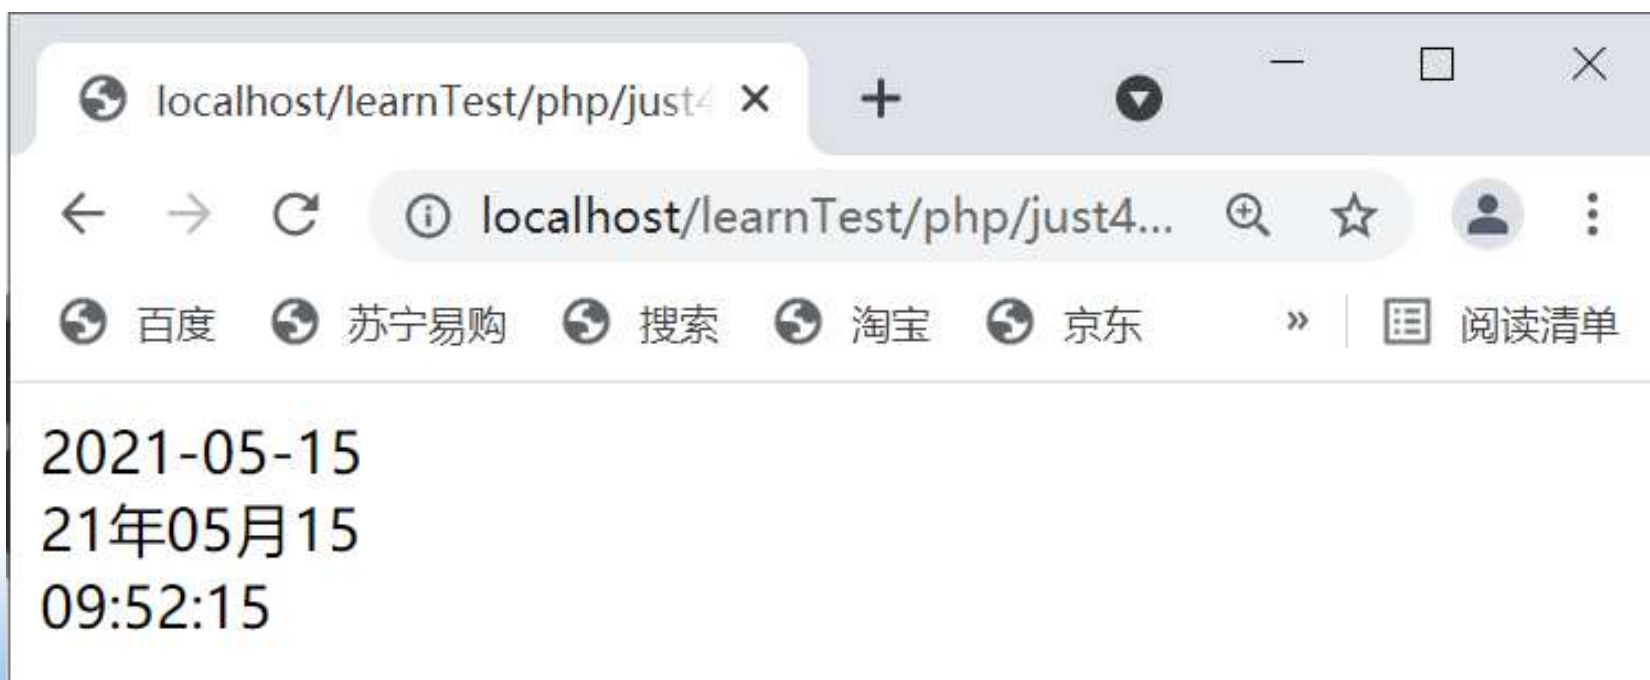 localhost/learnTest/php/just4
localhost/learnTest/php/just4...
百度 苏宁易购 搜索 淘宝 京东 » 阅读清单
2021-05-15
21年05月15
09:52:15